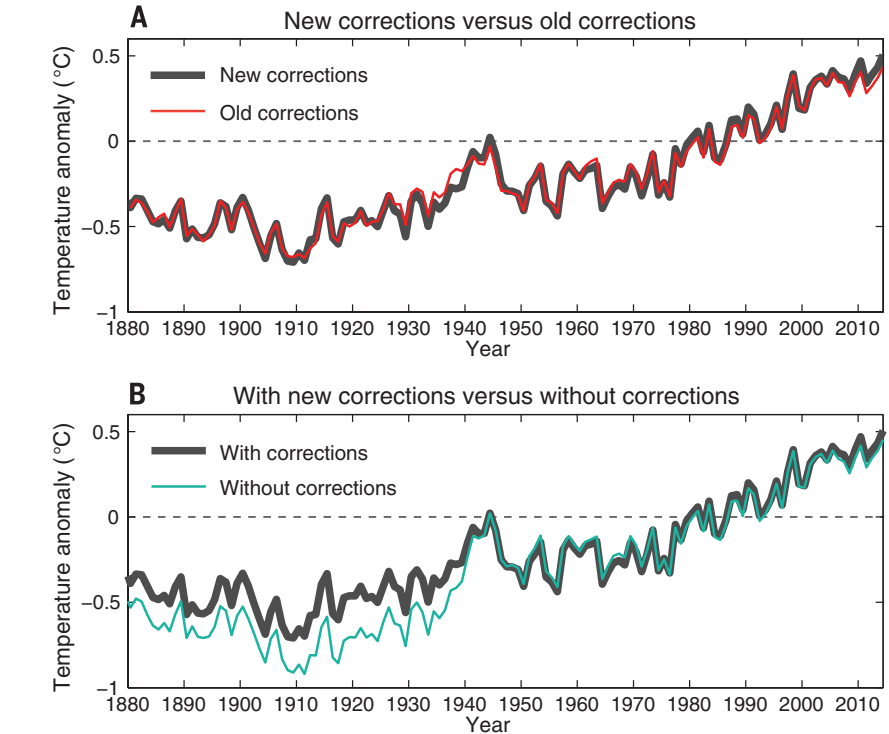 A New corrections versus old corrections
Temperature anomaly (°C)
0.5
0
−0.5
−1
New corrections
Old corrections
1880 1890 1900 1910 1920 1930 1940 1950 1960 1970 1980 1990 2000 2010
Year
B With new corrections versus without corrections
Temperature anomaly (°C)
0.5
0
−0.5
−1
With corrections
Without corrections
1880 1890 1900 1910 1920 1930 1940 1950 1960 1970 1980 1990 2000 2010
Year